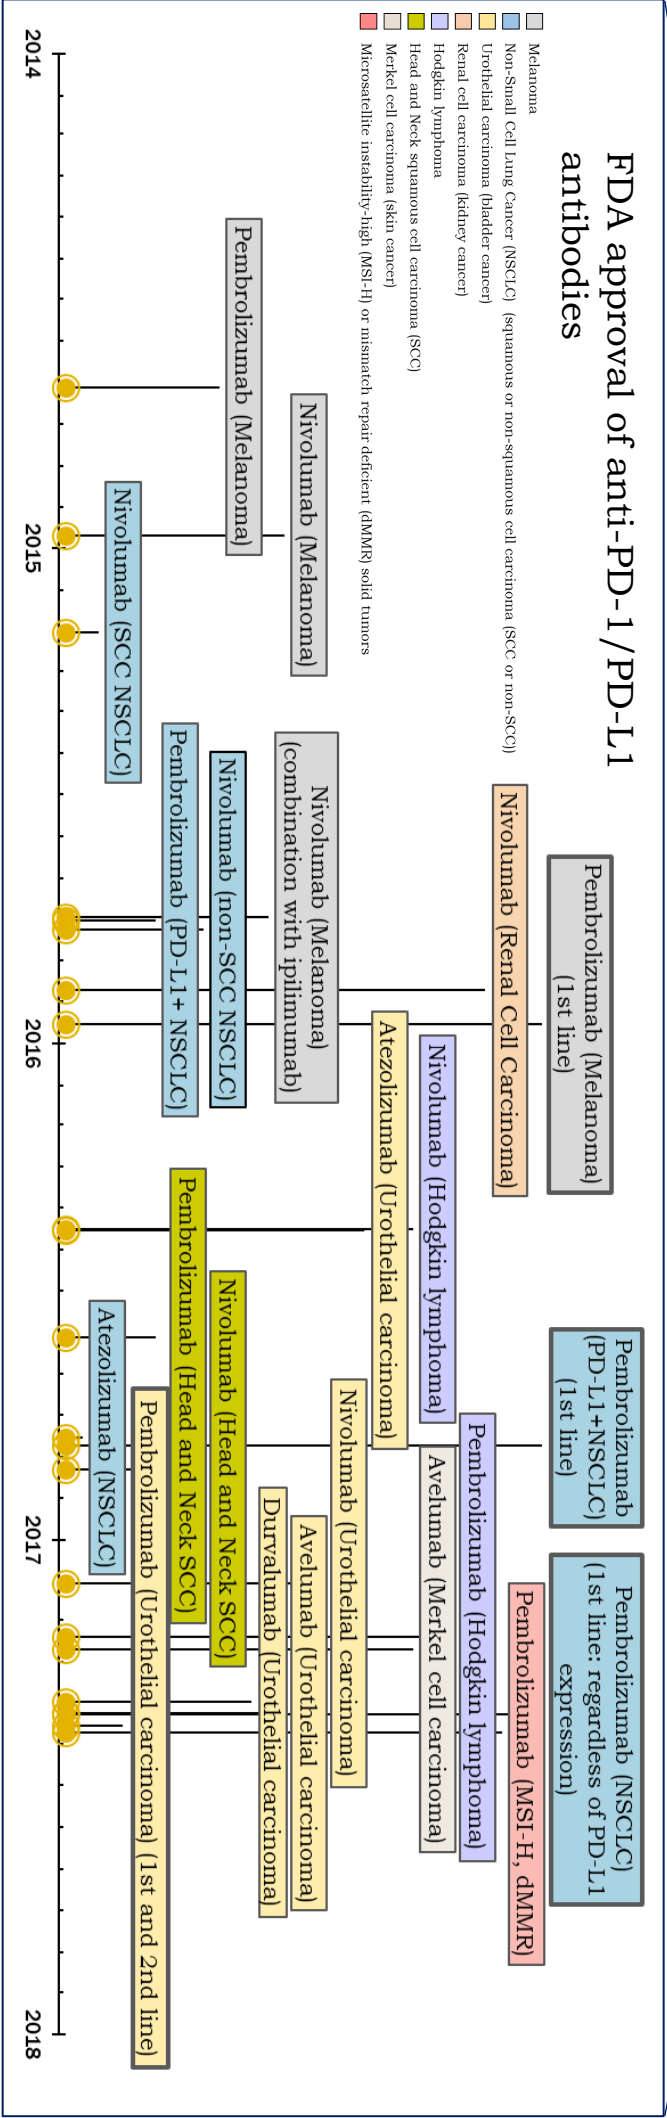 FDA approval of anti-PD-1/PD-L1
antibodies
Melanoma
Non-Small Cell Lung Cancer (NSCLC) (squamous or non-squamous cell carcinoma (SCC or non-SCC))
Urothelial carcinoma (bladder cancer)
Renal cell carcinoma (kidney cancer)
Hodgkin lymphoma
Head and Neck squamous cell carcinoma (SCC)
Merkel cell carcinoma (skin cancer)
Microsatellite instability-high (MSI-H) or mismatch repair deficient (dMMR) solid tumors
Pembrolizumab (Melanoma)
Nivolumab (Melanoma)
Nivolumab (SCC NSCLC)
Pembrolizumab (PD-L1+ NSCLC)
Nivolumab (non-SCC NSCLC)
Nivolumab (Melanoma)
(combination with ipilimumab)
Nivolumab (Renal Cell Carcinoma)
Pembrolizumab (Melanoma)
(1st line)
Atezolizumab (Urothelial carcinoma)
Nivolumab (Hodgkin lymphoma)
Pembrolizumab (Head and Neck SCC)
Nivolumab (Head and Neck SCC)
Atezolizumab (NSCLC)
Pembrolizumab
(PD-L1+NSCLC)
(1st line)
Nivolumab (Urothelial carcinoma)
Pembrolizumab (Hodgkin lymphoma)
Avelumab (Merkel cell carcinoma)
Durvalumab (Urothelial carcinoma)
Avelumab (Urothelial carcinoma)
Pembrolizumab (Urothelial carcinoma) (1st and 2nd line)
Pembrolizumab (MSI-H, dMMR)
Pembrolizumab (NSCLC)
(1st line: regardless of PD-L1
expression)
2014
2015
2016
2017
2018